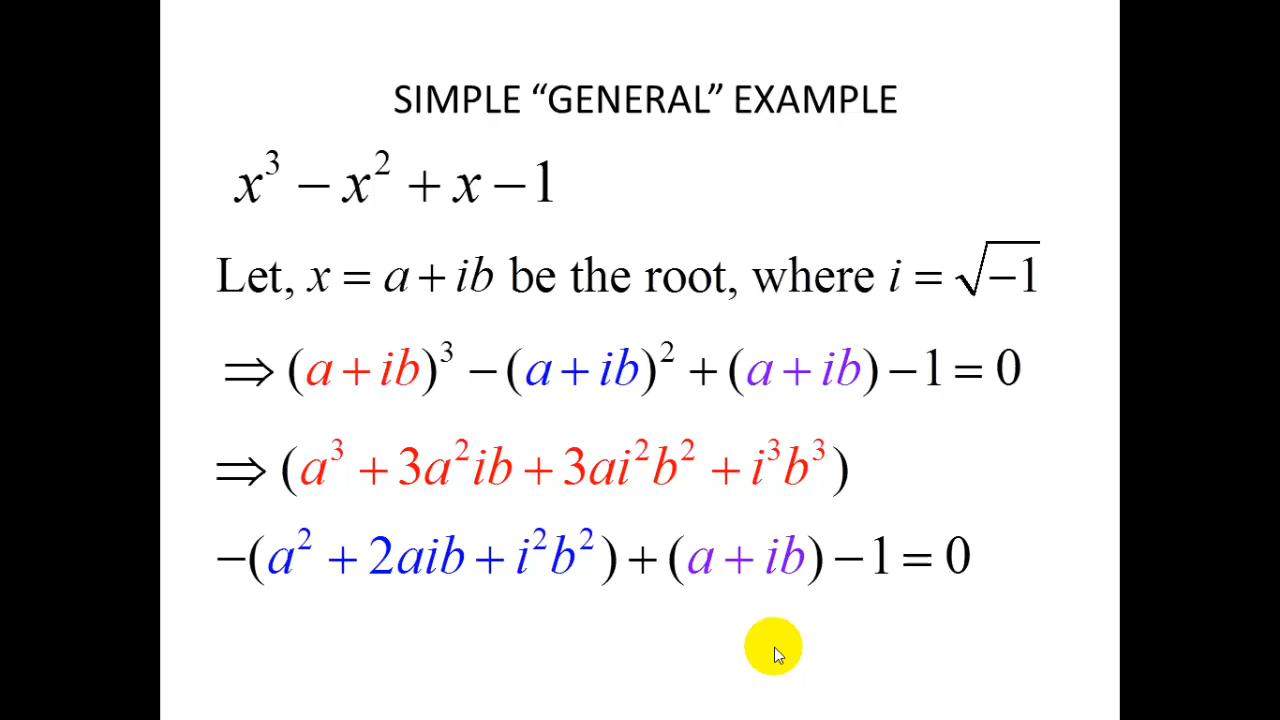 SIMPLE “GENERAL” EXAMPLE
x³ − x² + x − 1
Let, x = a + ib be the root, where i = √−1
⇒ (a + ib)³ − (a + ib)² + (a + ib) − 1 = 0
⇒ (a³ + 3a²ib + 3ai²b² + i³b³)
−(a² + 2aib + i²b²) + (a + ib) − 1 = 0